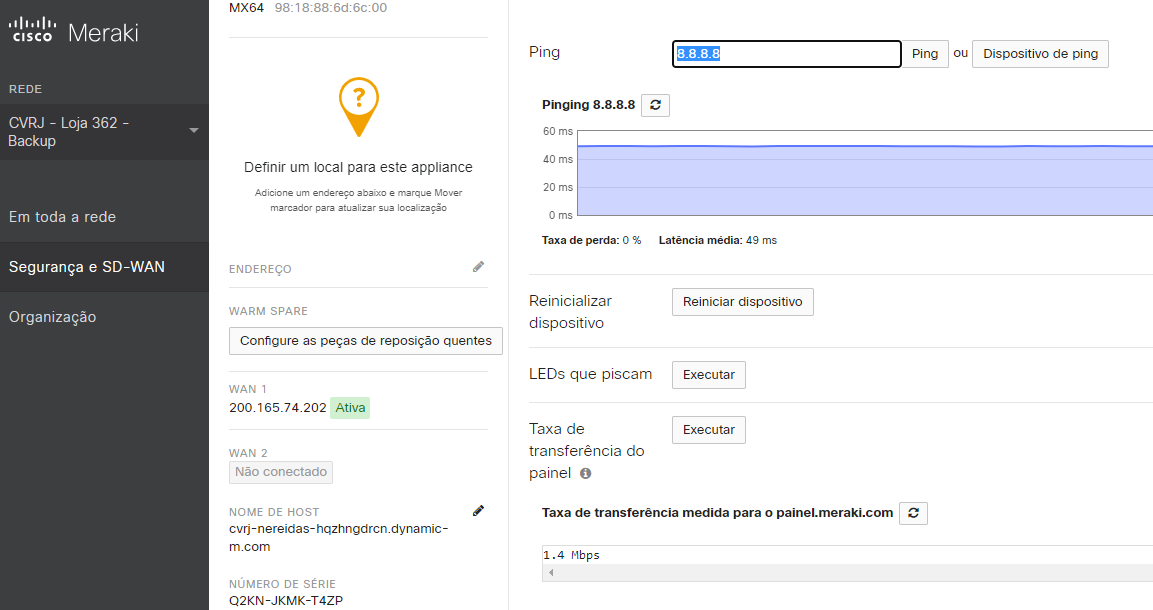 cisco Meraki
REDE
CVRJ - Loja 362 -
Backup
Em toda a rede
Segurança e SD-WAN
Organização
MX64 98:18:88:6d:6c:00
?
Definir um local para este appliance
Adicione um endereço abaixo e marque Mover
marcador para atualizar sua localização
ENDEREÇO
WARM SPARE
Configure as peças de reposição quentes
WAN 1
200.165.74.202 Ativa
WAN 2
Não conectado
NOME DE HOST
cvrj-nereidas-hqzhngdrcn.dynamic-
m.com
NÚMERO DE SÉRIE
Q2KN-JKMK-T4ZP
Ping 8.8.8.8 Ping ou Dispositivo de ping
Pinging 8.8.8.8
60 ms
40 ms
20 ms
0 ms
Taxa de perda: 0 % Latência média: 49 ms
Reinicializar
dispositivo
Reiniciar dispositivo
LEDs que piscam Executar
Taxa de
transferência do
painel
Executar
Taxa de transferência medida para o painel.meraki.com
1.4 Mbps